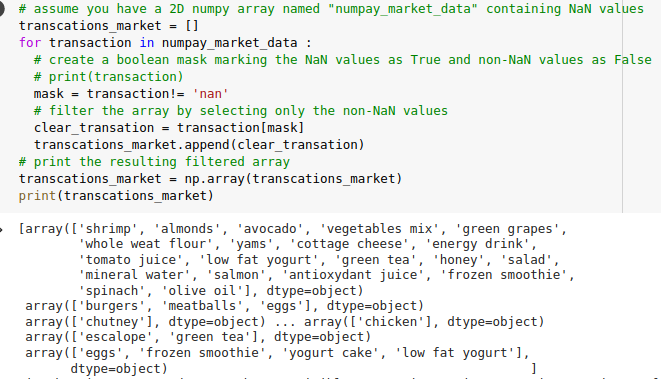 # assume you have a 2D numpy array named "numpay_market_data" containing NaN values
transcations_market = []
for transaction in numpay_market_data :
# create a boolean mask marking the NaN values as True and non-NaN values as False
# print(transaction)
mask = transaction!= 'nan'
# filter the array by selecting only the non-NaN values
clear_transation = transaction[mask]
transcations_market.append(clear_transation)
# print the resulting filtered array
transcations_market = np.array(transcations_market)
print(transcations_market)
[array(['shrimp', 'almonds', 'avocado', 'vegetables mix', 'green grapes',
'whole weat flour', 'yams', 'cottage cheese', 'energy drink',
'tomato juice', 'low fat yogurt', 'green tea', 'honey', 'salad',
'mineral water', 'salmon', 'antioxydant juice', 'frozen smoothie',
'spinach', 'olive oil'], dtype=object)
array(['burgers', 'meatballs', 'eggs'], dtype=object)
array(['chutney'], dtype=object) ... array(['chicken'], dtype=object)
array(['escalope', 'green tea'], dtype=object)
array(['eggs', 'frozen smoothie', 'yogurt cake', 'low fat yogurt'],
dtype=object) ]